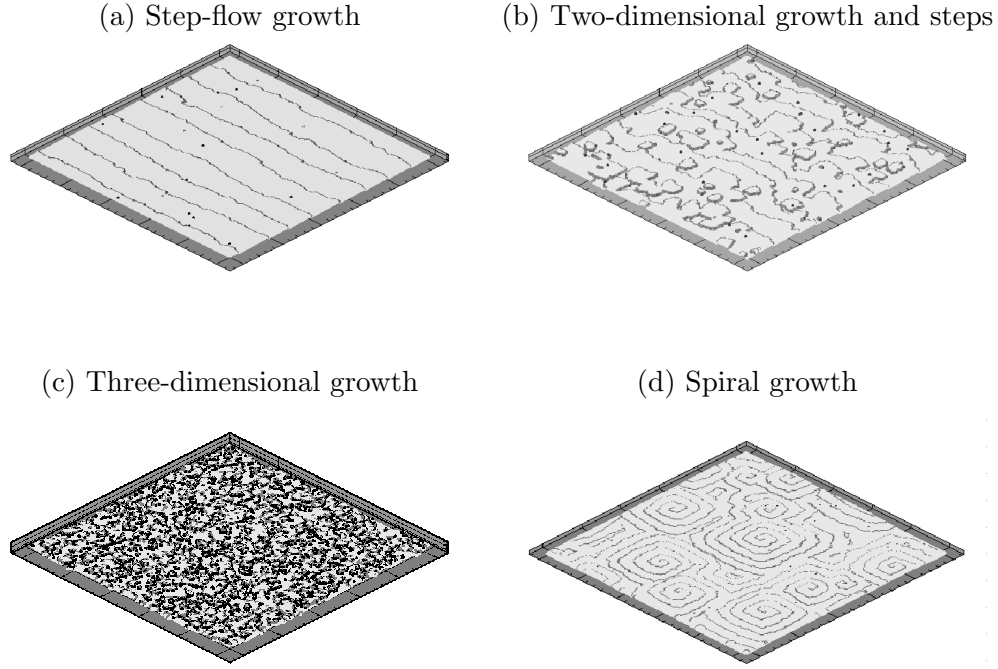 (a) Step-flow growth
(b) Two-dimensional growth and steps
(c) Three-dimensional growth
(d) Spiral growth